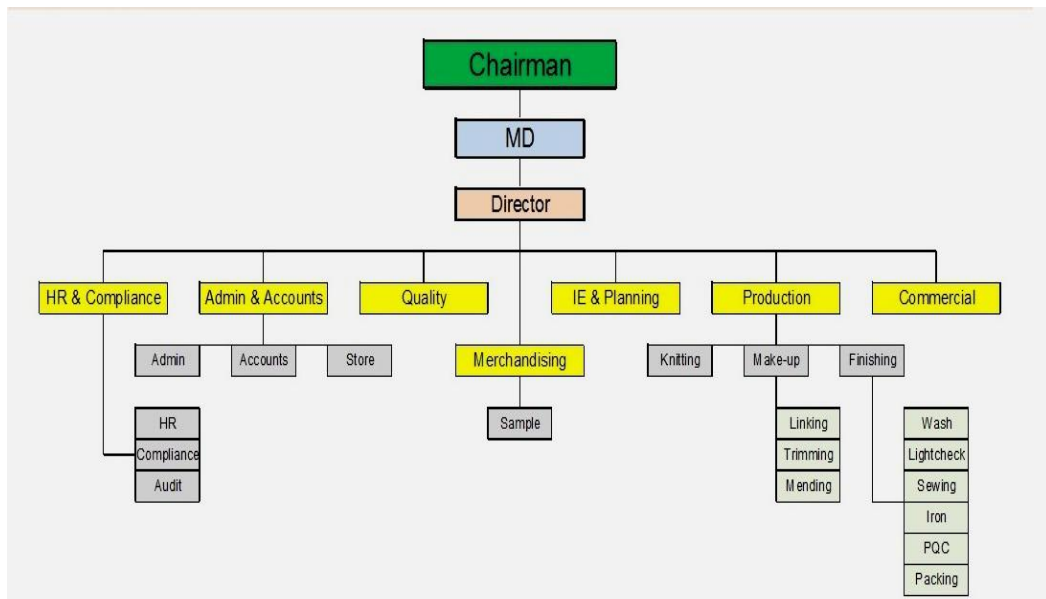 Chairman
MD
Director
HR & Compliance
Admin & Accounts
Quality
IE & Planning
Production
Commercial
Admin
Accounts
Store
Merchandising
Knitting
Make-up
Finishing
HR
Compliance
Audit
Sample
Linking
Trimming
Mending
Wash
Lightcheck
Sewing
Iron
PQC
Packing